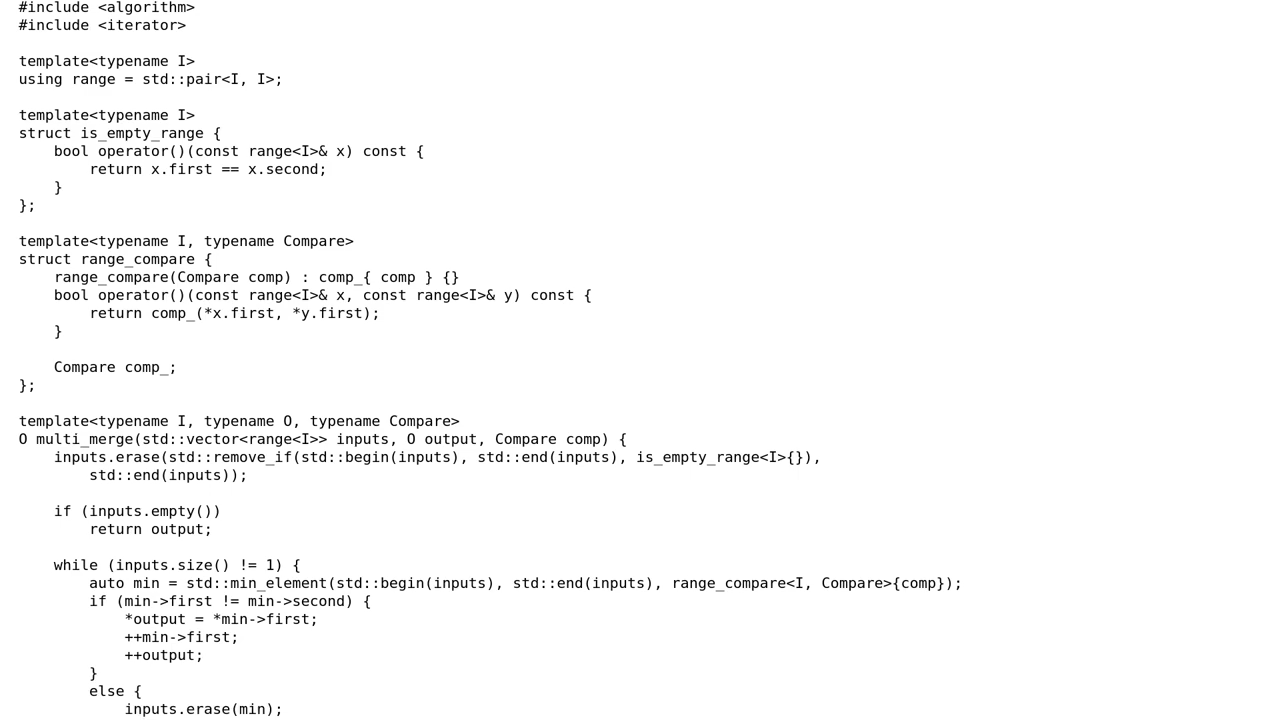 #include <algorithm>
#include <iterator>

template<typename I>
using range = std::pair<I, I>;

template<typename I>
struct is_empty_range {
    bool operator()(const range<I>& x) const {
        return x.first == x.second;
    }
};

template<typename I, typename Compare>
struct range_compare {
    range_compare(Compare comp) : comp_{ comp } {}
    bool operator()(const range<I>& x, const range<I>& y) const {
        return comp_(*x.first, *y.first);
    }

    Compare comp_;
};

template<typename I, typename O, typename Compare>
O multi_merge(std::vector<range<I>> inputs, O output, Compare comp) {
    inputs.erase(std::remove_if(std::begin(inputs), std::end(inputs), is_empty_range<I>{}),
        std::end(inputs));

    if (inputs.empty())
        return output;

    while (inputs.size() != 1) {
        auto min = std::min_element(std::begin(inputs), std::end(inputs), range_compare<I, Compare>{comp});
        if (min->first != min->second) {
            *output = *min->first;
            ++min->first;
            ++output;
        }
        else {
            inputs.erase(min);